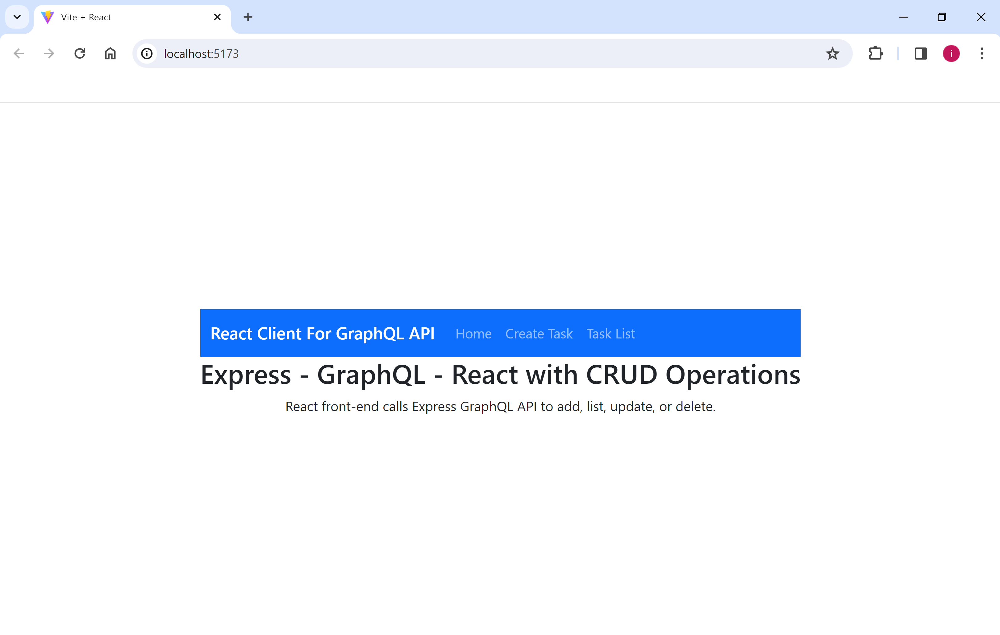 Vite + React
localhost:5173
i
React Client For GraphQL API Home Create Task Task List
Express - GraphQL - React with CRUD Operations
React front-end calls Express GraphQL API to add, list, update, or delete.